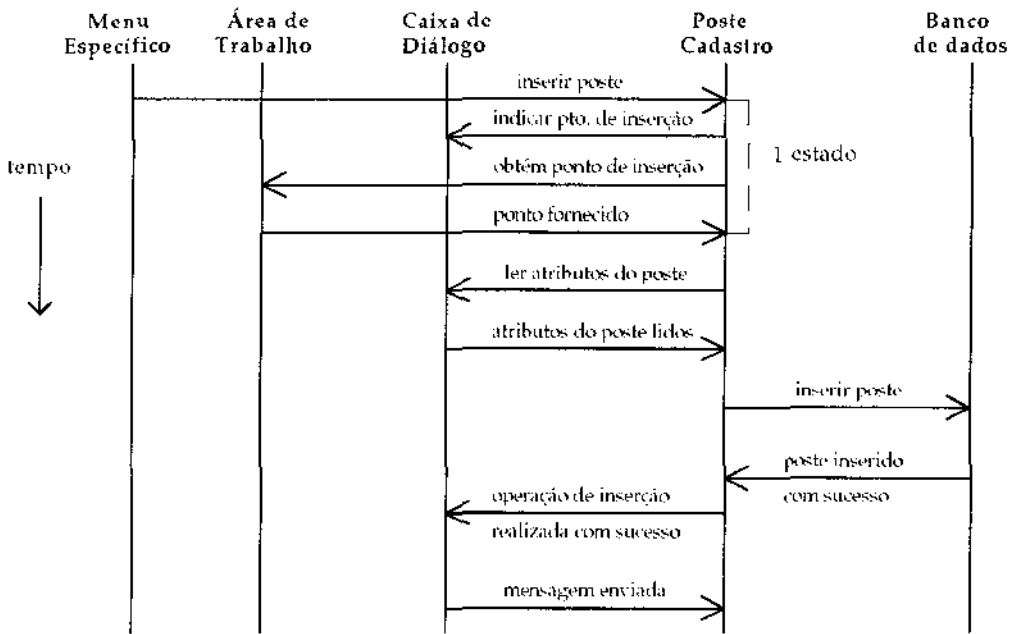 Menu
Específico
Área de
Trabalho
Caixa de
Diálogo
Poste
Cadastro
Banco
de dados
inserir poste
indicar pto. de inserção
1 estado
tempo
obtém ponto de inserção
ponto fornecido
ler atributos do poste
atributos do poste lidos
inserir poste
poste inserido
com sucesso
operação de inserção
realizada com sucesso
mensagem enviada